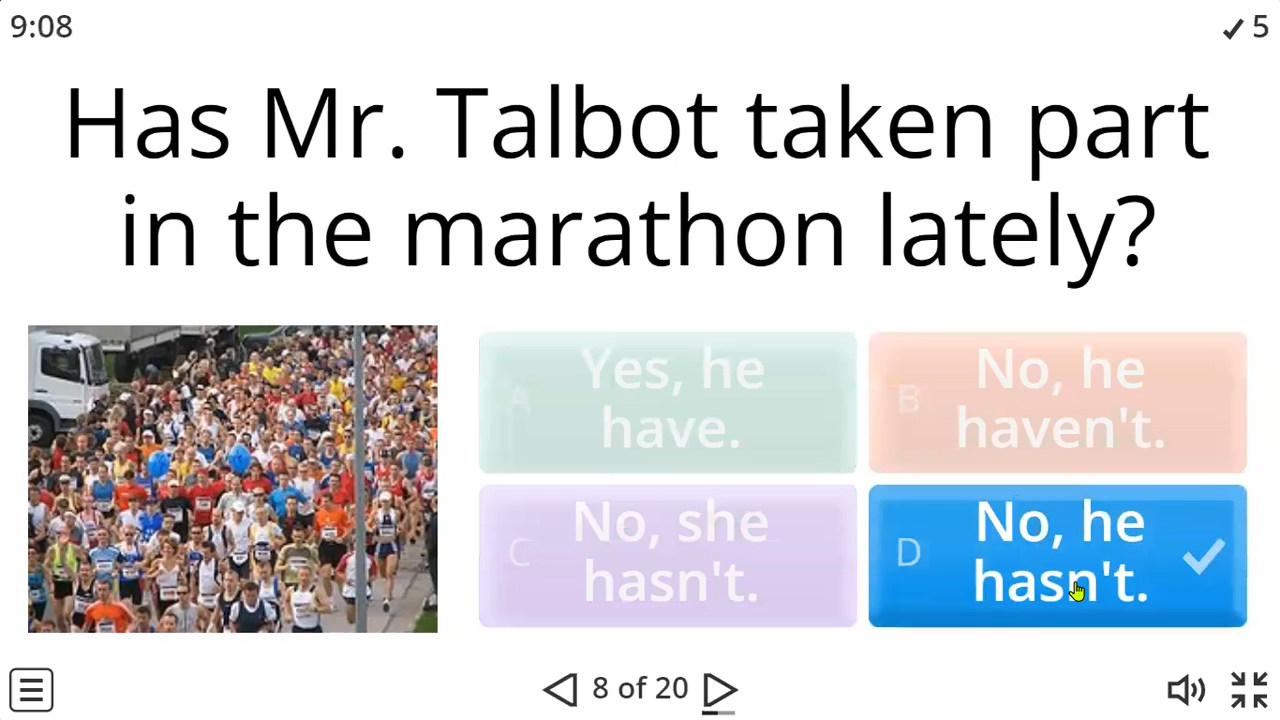 9:08
✓ 5
Has Mr. Talbot taken part
in the marathon lately?
A
Yes, he
have.
B
No, he
haven't.
C
No, she
hasn't.
D
No, he
hasn't.
8 of 20